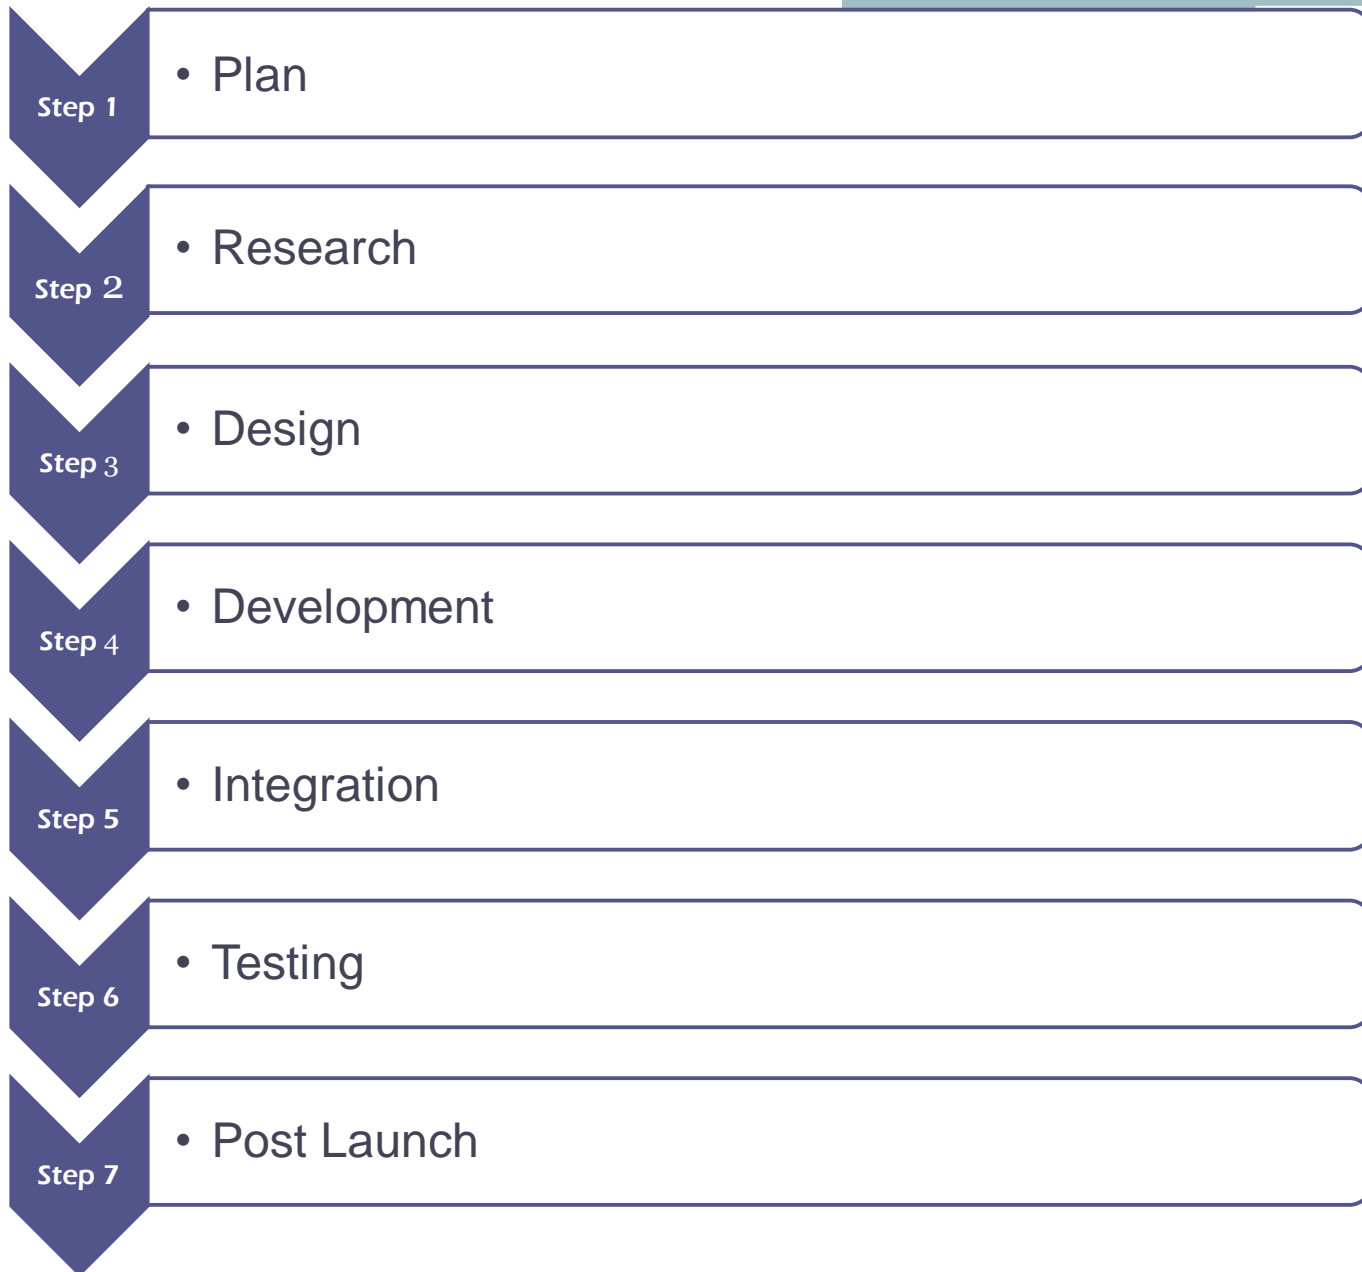 Step 1
• Plan
Step 2
• Research
Step 3
• Design
Step 4
• Development
Step 5
• Integration
Step 6
• Testing
Step 7
• Post Launch